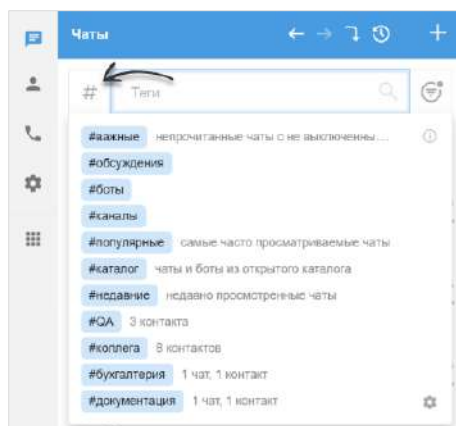 Чаты
# Теги
#важные непрочитанные чаты с не выключенны...
#обсуждения
#боты
#каналы
#популярные самые часто просматриваемые чаты
#каталог чаты и боты из открытого каталога
#недавние недавно просмотренные чаты
#QA 3 контакта
#коллега 8 контактов
#бухгалтерия 1 чат, 1 контакт
#документация 1 чат, 1 контакт